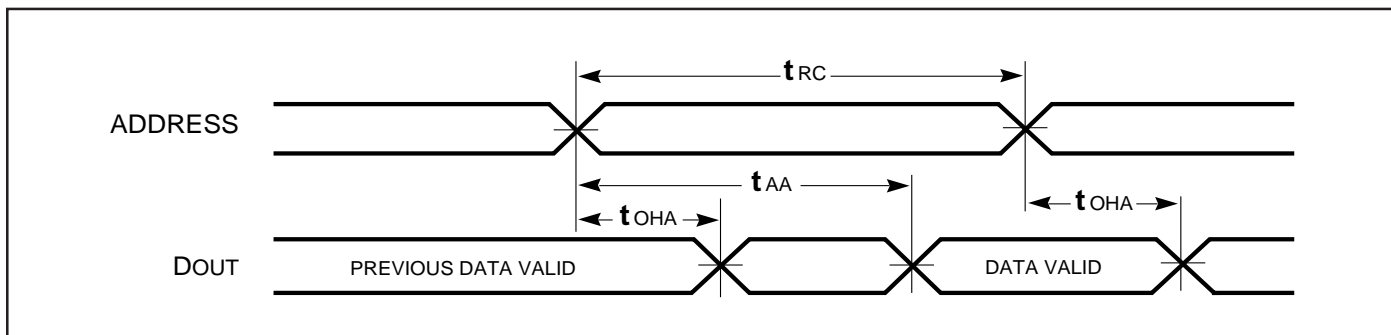 tRC
ADDRESS
tAA
tOHA
tOHA
DOUT
PREVIOUS DATA VALID
DATA VALID